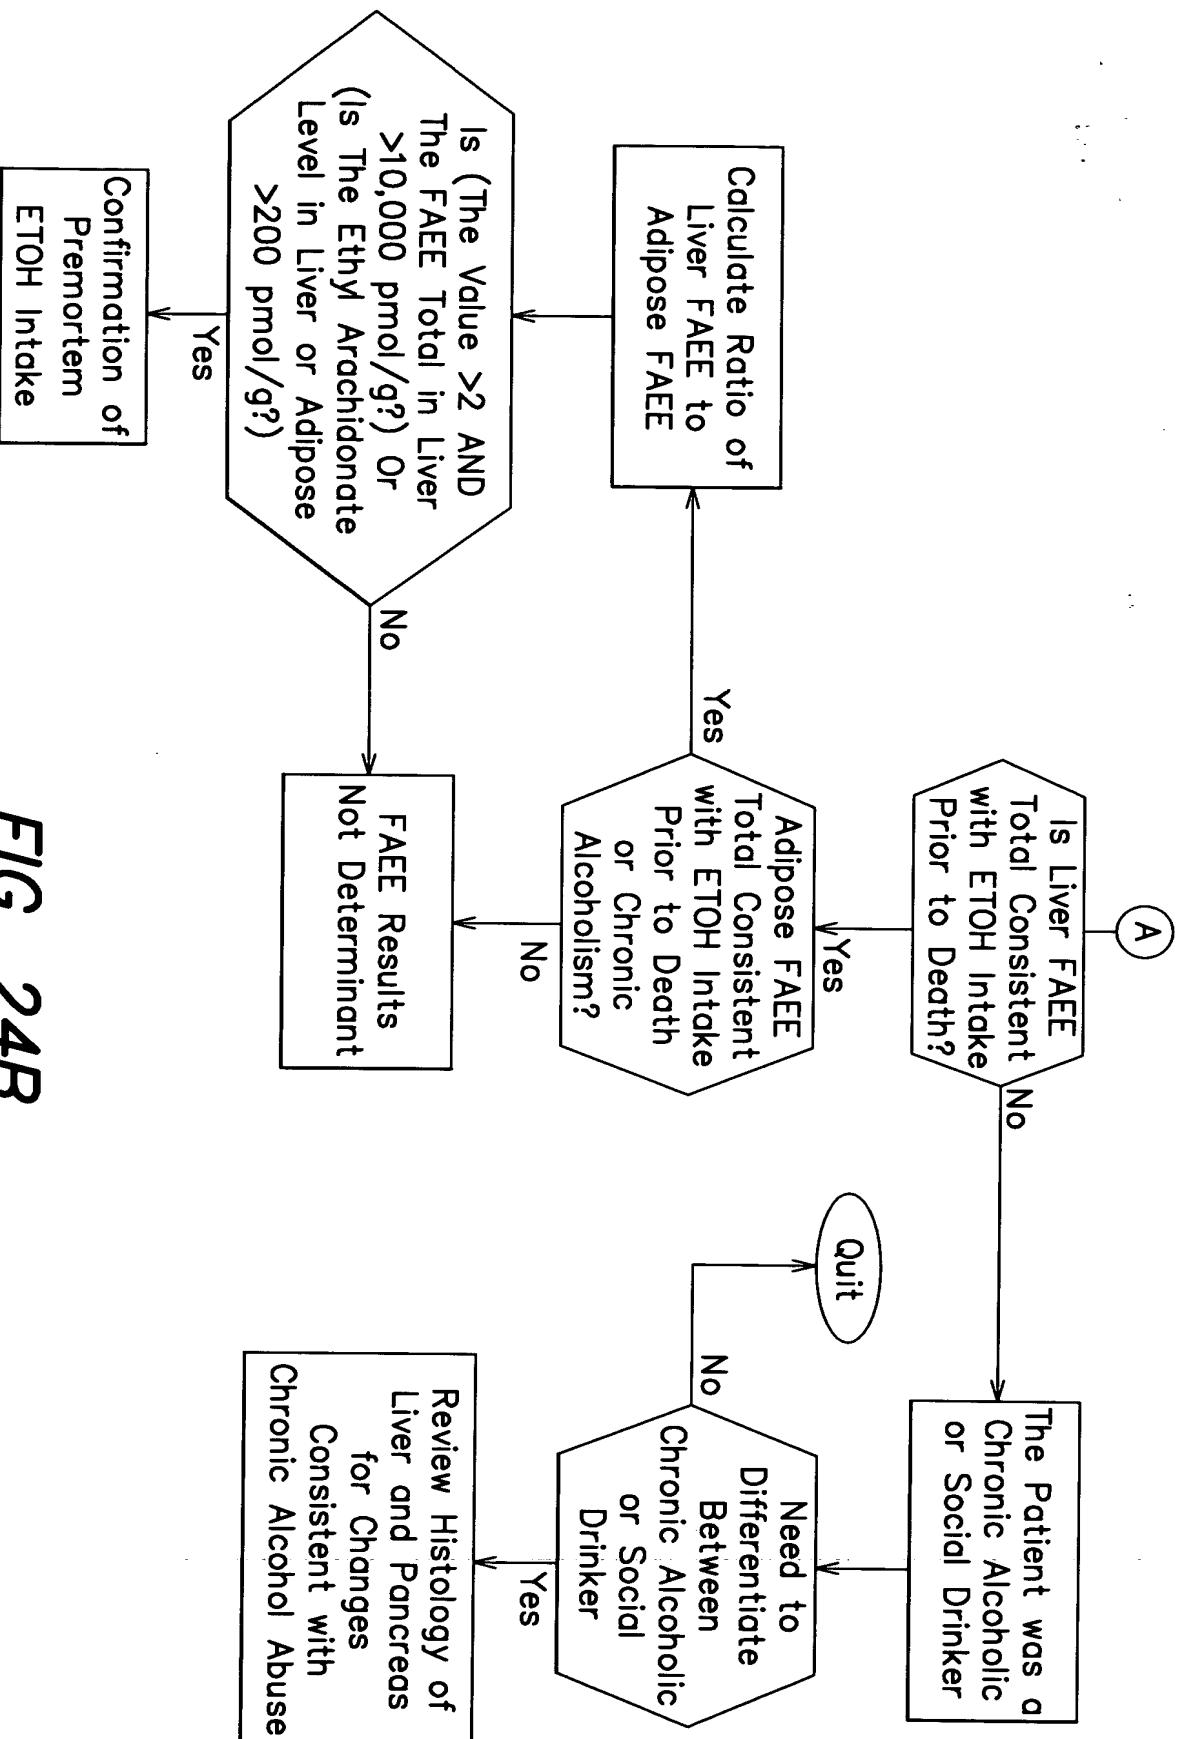 A
Is Liver FAEE
Total Consistent
with ETOH Intake
Prior to Death?
No
Yes
The Patient was a
Chronic Alcoholic
or Social Drinker
Adipose FAEE
Total Consistent
with ETOH Intake
Prior to Death
or Chronic
Alcoholism?
Yes
No
Calculate Ratio of
Liver FAEE to
Adipose FAEE
Quit
Need to
Differentiate
Between
Chronic Alcoholic
or Social
Drinker
No
Yes
Is (The Value >2 AND
The FAEE Total in Liver
>10,000 pmol/g?) Or
(Is The Ethyl Arachidonate
Level in Liver or Adipose
>200 pmol/g?)
No
Yes
FAEE Results
Not Determinant
Review Histology of
Liver and Pancreas
for Changes
Consistent with
Chronic Alcohol Abuse
Confirmation of
Premortem
ETOH Intake
FIG 24B